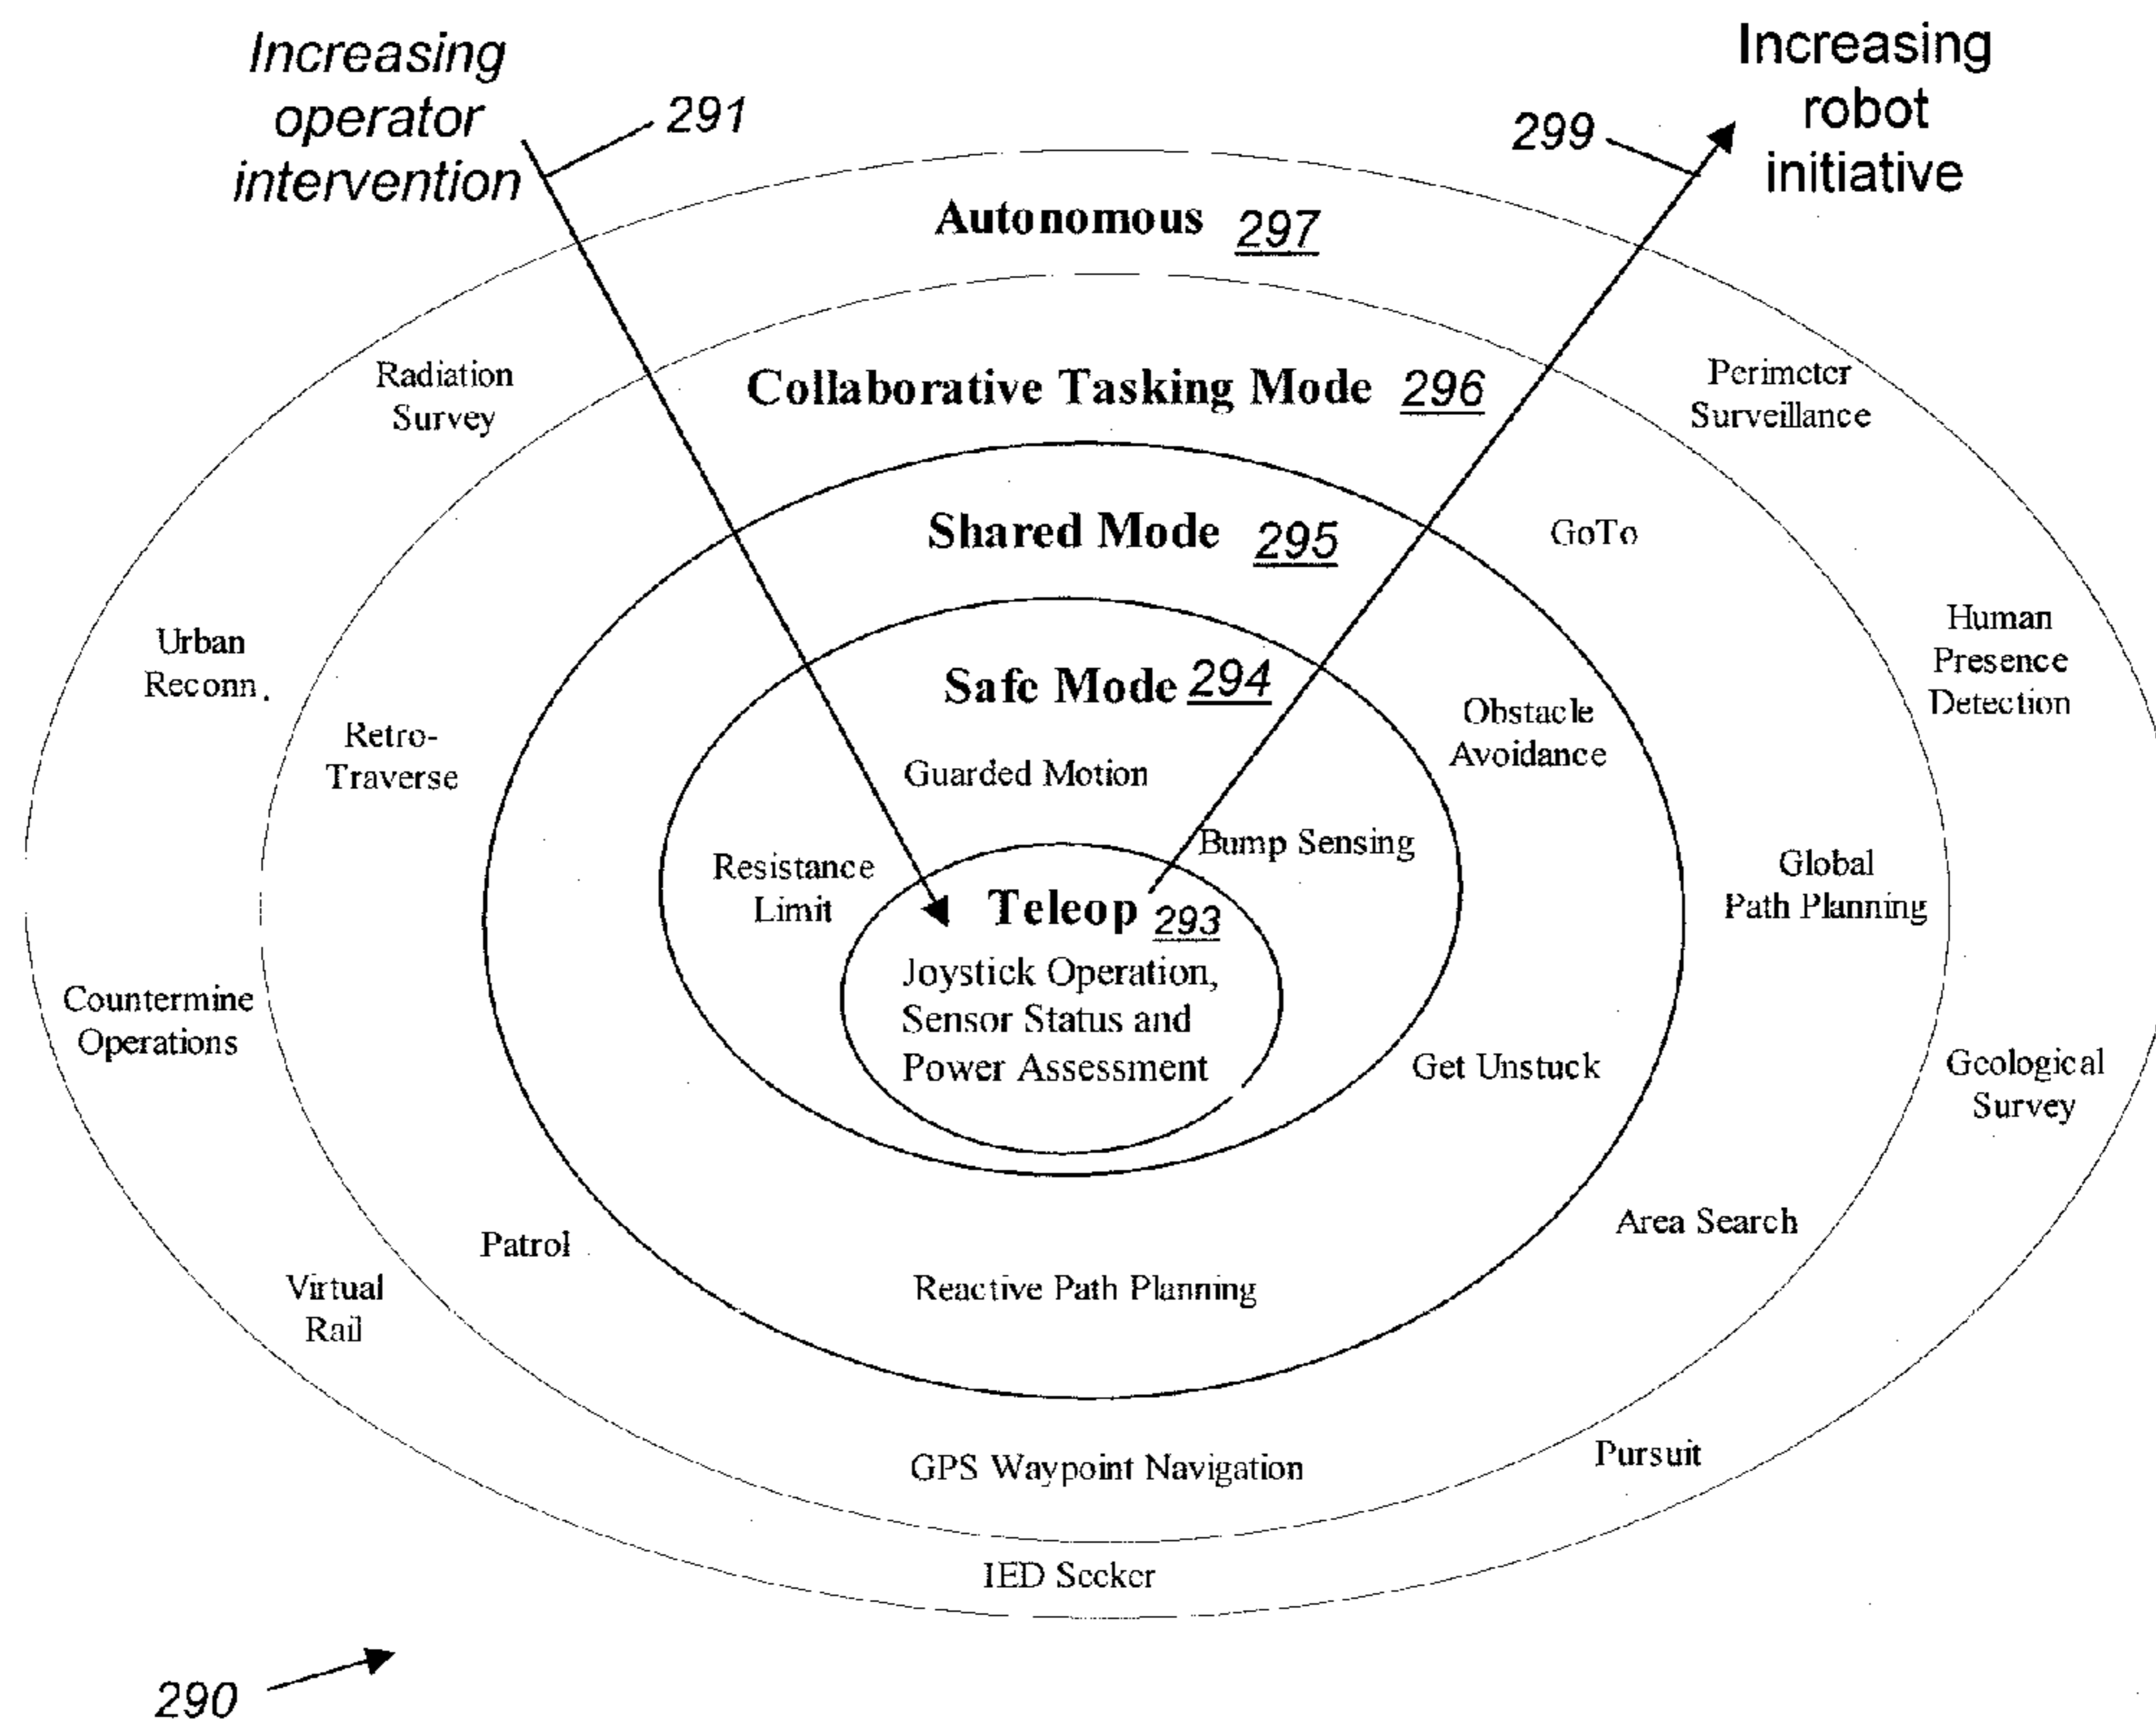 Increasing
operator
intervention
291
299
Increasing
robot
initiative
Autonomous 297
Radiation
Survey
Collaborative Tasking Mode 296
Perimeter
Surveillance
Shared Mode 295
GoTo
Urban
Reconn.
Safe Mode 294
Human
Presence
Detection
Retro-
Traverse
Obstacle
Avoidance
Guarded Motion
Bump Sensing
Resistance
Limit
Global
Path Planning
Teleop 293
Joystick Operation,
Sensor Status and
Power Assessment
Countermine
Operations
Get Unstuck
Geological
Survey
Patrol
Area Search
Virtual
Rail
Reactive Path Planning
GPS Waypoint Navigation
Pursuit
IED Seeker
290